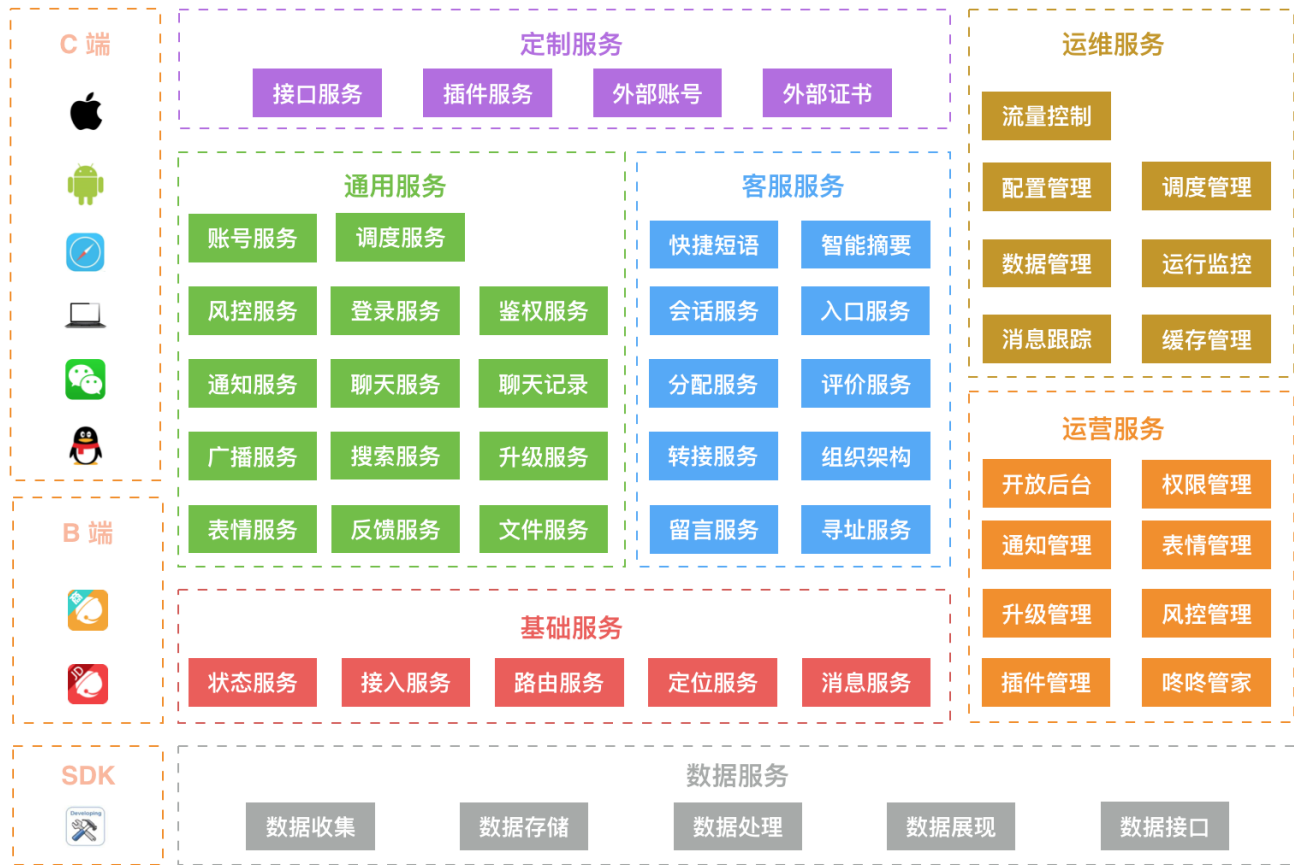 C 端
B 端
SDK
Developing
JD
定制服务
接口服务 插件服务 外部账号 外部证书
通用服务
账号服务 调度服务
风控服务 登录服务 鉴权服务
通知服务 聊天服务 聊天记录
广播服务 搜索服务 升级服务
表情服务 反馈服务 文件服务
客服服务
快捷短语 智能摘要
会话服务 入口服务
分配服务 评价服务
转接服务 组织架构
留言服务 寻址服务
基础服务
状态服务 接入服务 路由服务 定位服务 消息服务
运维服务
流量控制
配置管理 调度管理
数据管理 运行监控
消息跟踪 缓存管理
运营服务
开放后台 权限管理
通知管理 表情管理
升级管理 风控管理
插件管理 咚咚管家
数据服务
数据收集 数据存储 数据处理 数据展现 数据接口